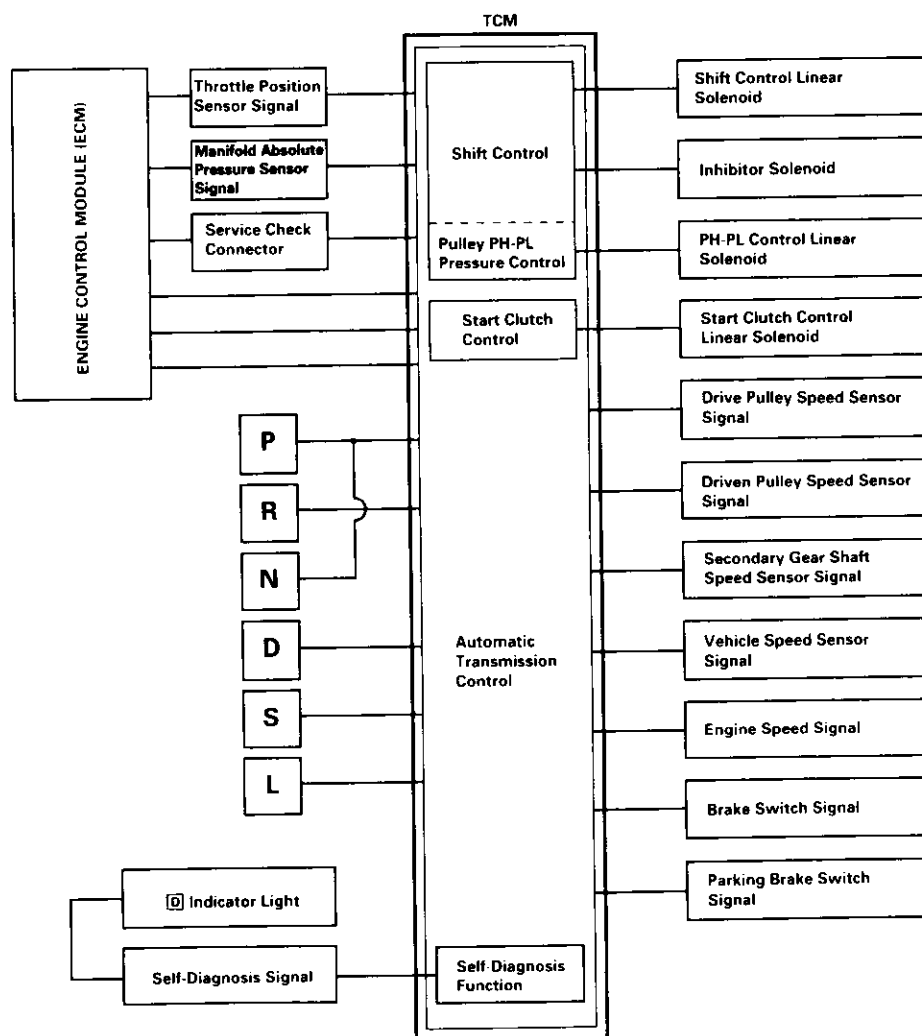 TCM
ENGINE CONTROL MODULE (ECM)
Throttle Position
Sensor Signal
Manifold Absolute
Pressure Sensor
Signal
Service Check
Connector
Shift Control
Pulley PH-PL
Pressure Control
Start Clutch
Control
Shift Control Linear
Solenoid
Inhibitor Solenoid
PH-PL Control Linear
Solenoid
Start Clutch Control
Linear Solenoid
Drive Pulley Speed Sensor
Signal
Driven Pulley Speed Sensor
Signal
Secondary Gear Shaft
Speed Sensor Signal
Vehicle Speed Sensor
Signal
Engine Speed Signal
Brake Switch Signal
Parking Brake Switch
Signal
P
R
N
D
S
L
Automatic
Transmission
Control
D Indicator Light
Self-Diagnosis Signal
Self-Diagnosis
Function